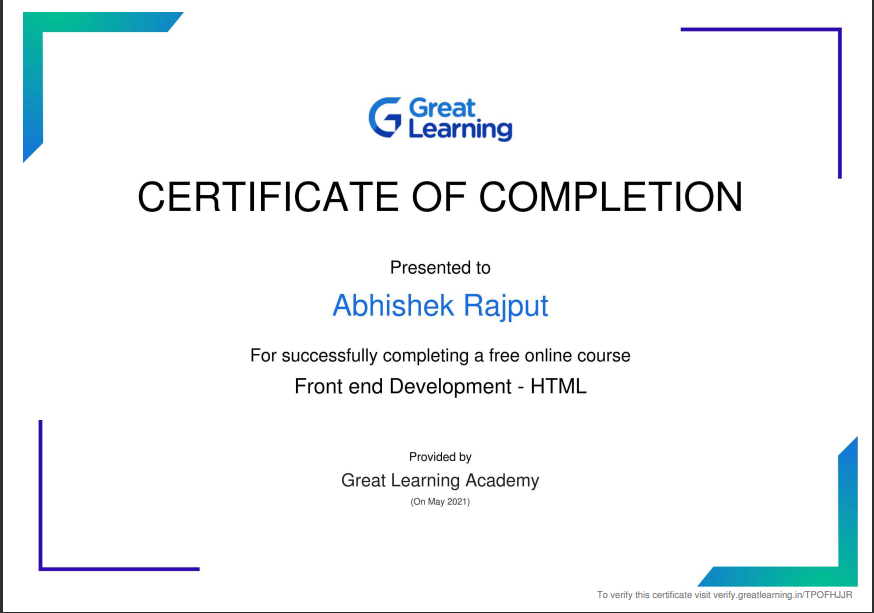 Great
Learning
CERTIFICATE OF COMPLETION
Presented to
Abhishek Rajput
For successfully completing a free online course
Front end Development - HTML
Provided by
Great Learning Academy
(On May 2021)
To verify this certificate visit verify.greatlearning.in/TPOFHJJR